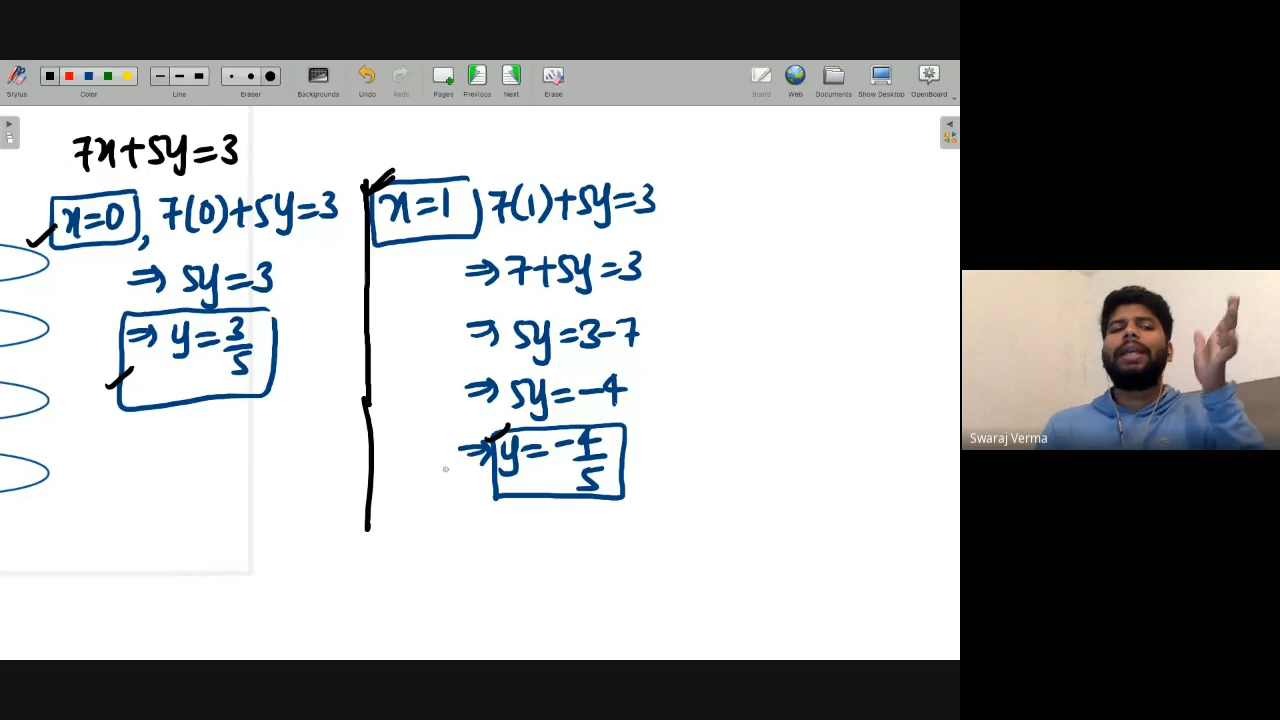 Stylus Color Line Eraser Backgrounds Undo Redo Pages Previous Next Erase Board Web Documents Show Desktop OpenBoard
7x+5y=3
x=0, 7(0)+5y=3
⇒ 5y=3
⇒ y=3/5
x=1 7(1)+5y=3
⇒ 7+5y=3
⇒ 5y=3-7
⇒ 5y=-4
⇒ y=-4/5
Swaraj Verma